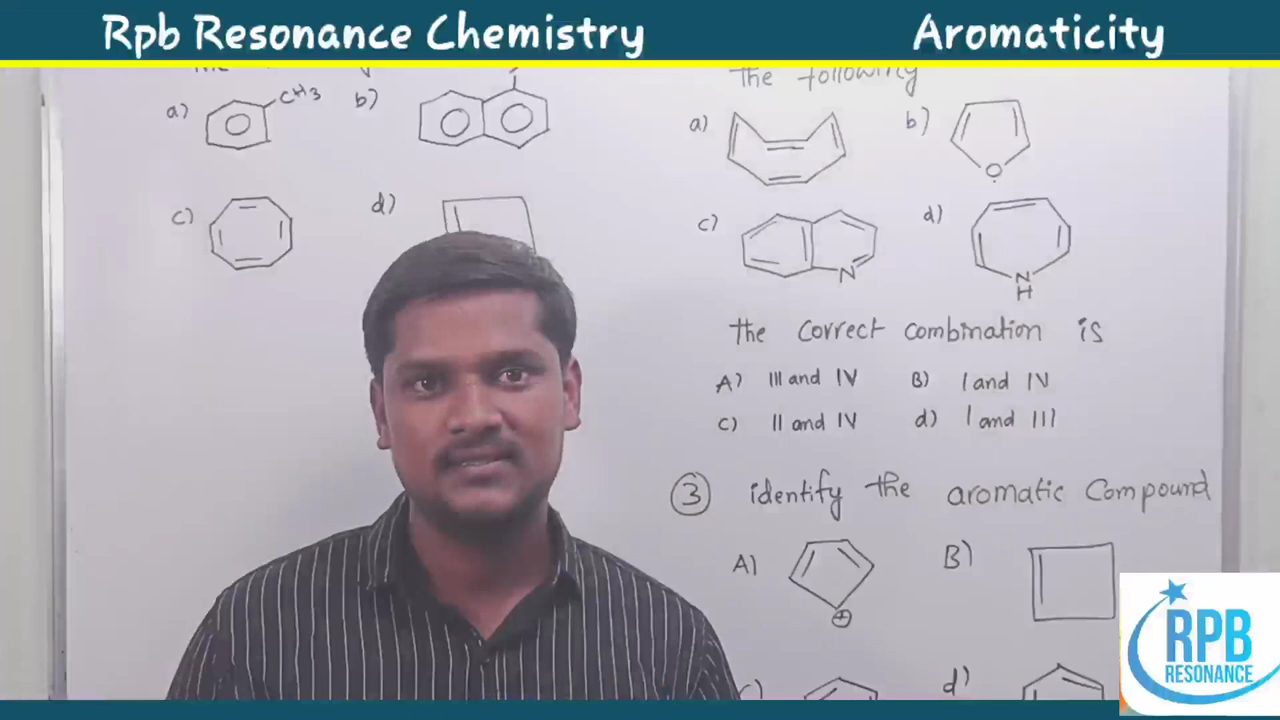 Rpb Resonance Chemistry
Aromaticity
a) CH3 b)
c) d)
The following
a) b)
O
c) d)
N N
H
The correct combination is
A) III and IV B) I and IV
C) II and IV d) I and III
3 identify the aromatic Compound
A) B)
+
c) d)
RPB
RESONANCE